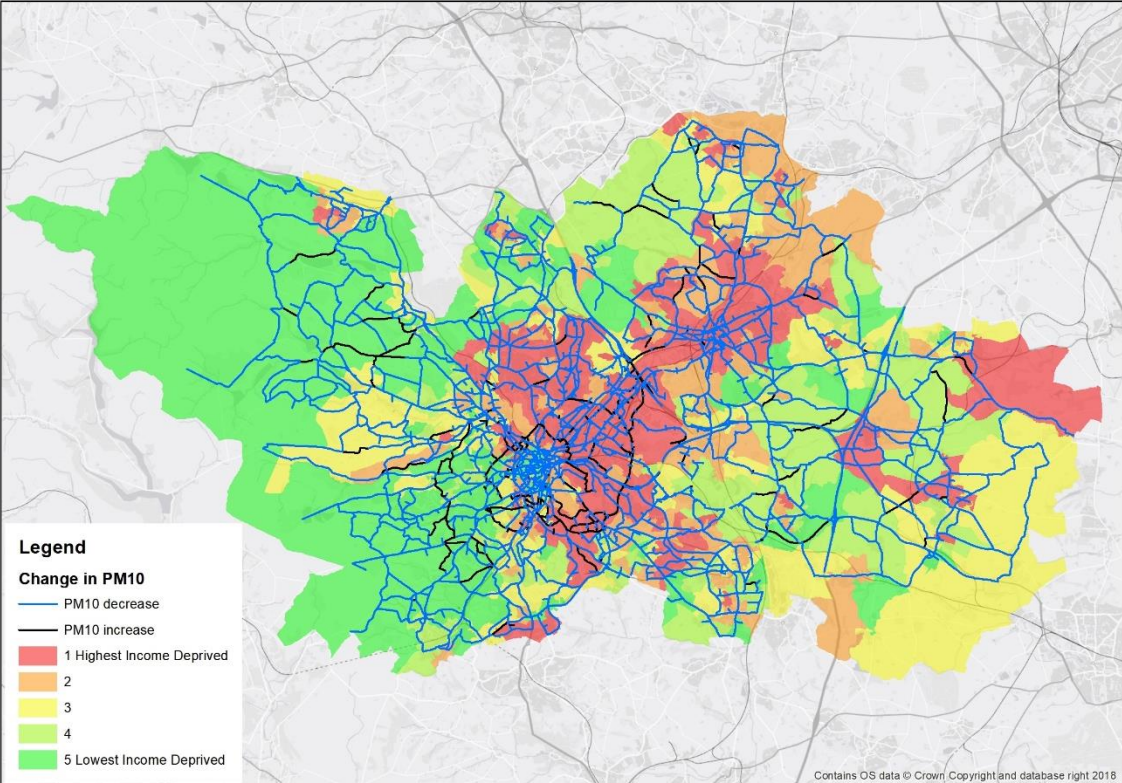 Legend
Change in PM10
PM10 decrease
PM10 increase
1 Highest Income Deprived
2
3
4
5 Lowest Income Deprived
Contains OS data © Crown Copyright and database right 2018